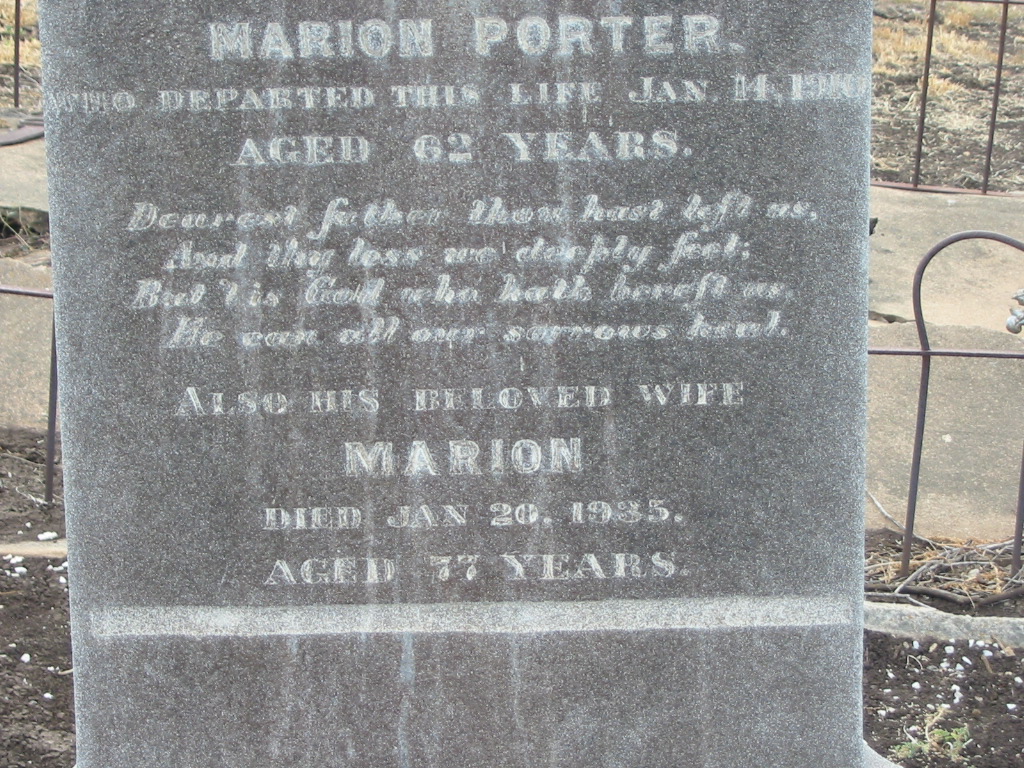 MARION PORTER.
WHO DEPARTED THIS LIFE JAN. 14, 1910
AGED 62 YEARS.
Dearest father thou hast left us,
And thy loss we deeply feel;
But 'tis God who hath bereft us,
He can all our sorrows heal.
ALSO HIS BELOVED WIFE
MARION
DIED JAN 20. 1935.
AGED 77 YEARS.